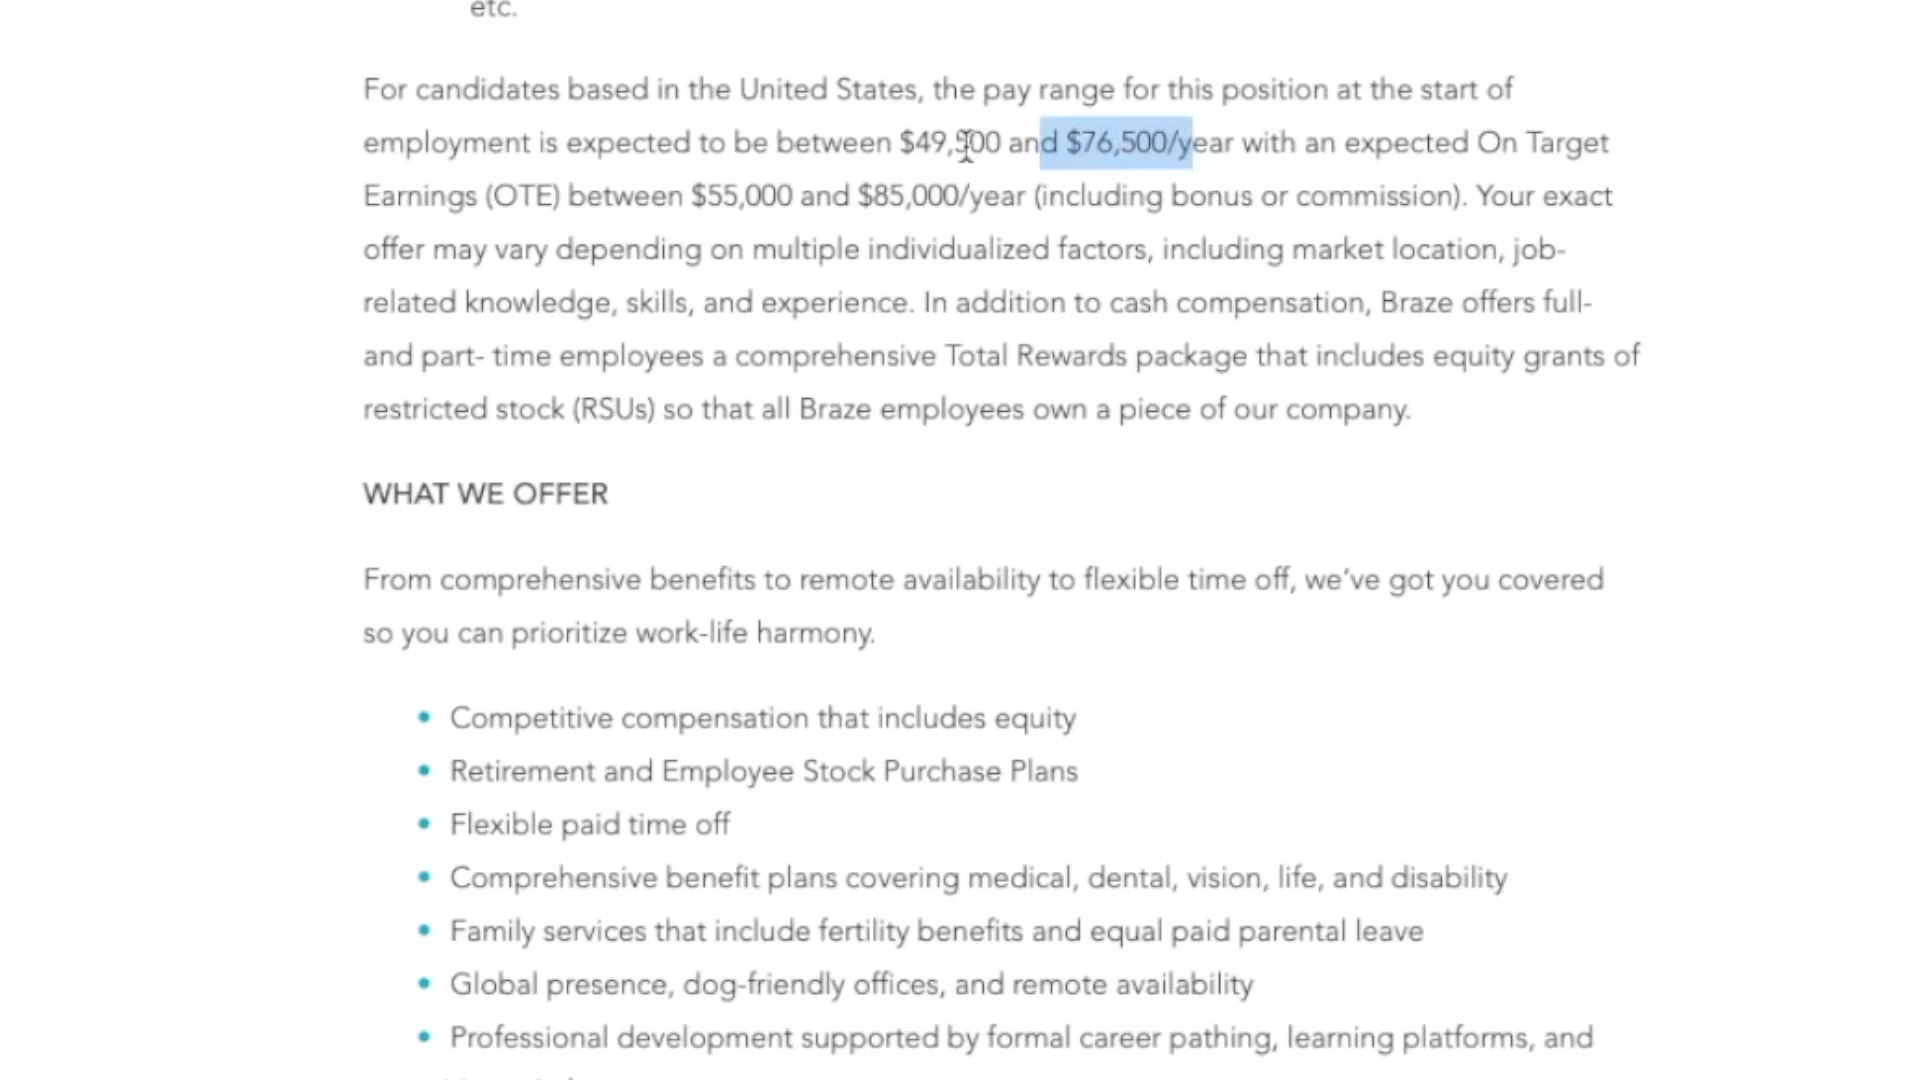 etc.
For candidates based in the United States, the pay range for this position at the start of
employment is expected to be between $49,500 and $76,500/year with an expected On Target
Earnings (OTE) between $55,000 and $85,000/year (including bonus or commission). Your exact
offer may vary depending on multiple individualized factors, including market location, job-
related knowledge, skills, and experience. In addition to cash compensation, Braze offers full-
and part- time employees a comprehensive Total Rewards package that includes equity grants of
restricted stock (RSUs) so that all Braze employees own a piece of our company.
WHAT WE OFFER
From comprehensive benefits to remote availability to flexible time off, we’ve got you covered
so you can prioritize work-life harmony.
• Competitive compensation that includes equity
• Retirement and Employee Stock Purchase Plans
• Flexible paid time off
• Comprehensive benefit plans covering medical, dental, vision, life, and disability
• Family services that include fertility benefits and equal paid parental leave
• Global presence, dog-friendly offices, and remote availability
• Professional development supported by formal career pathing, learning platforms, and